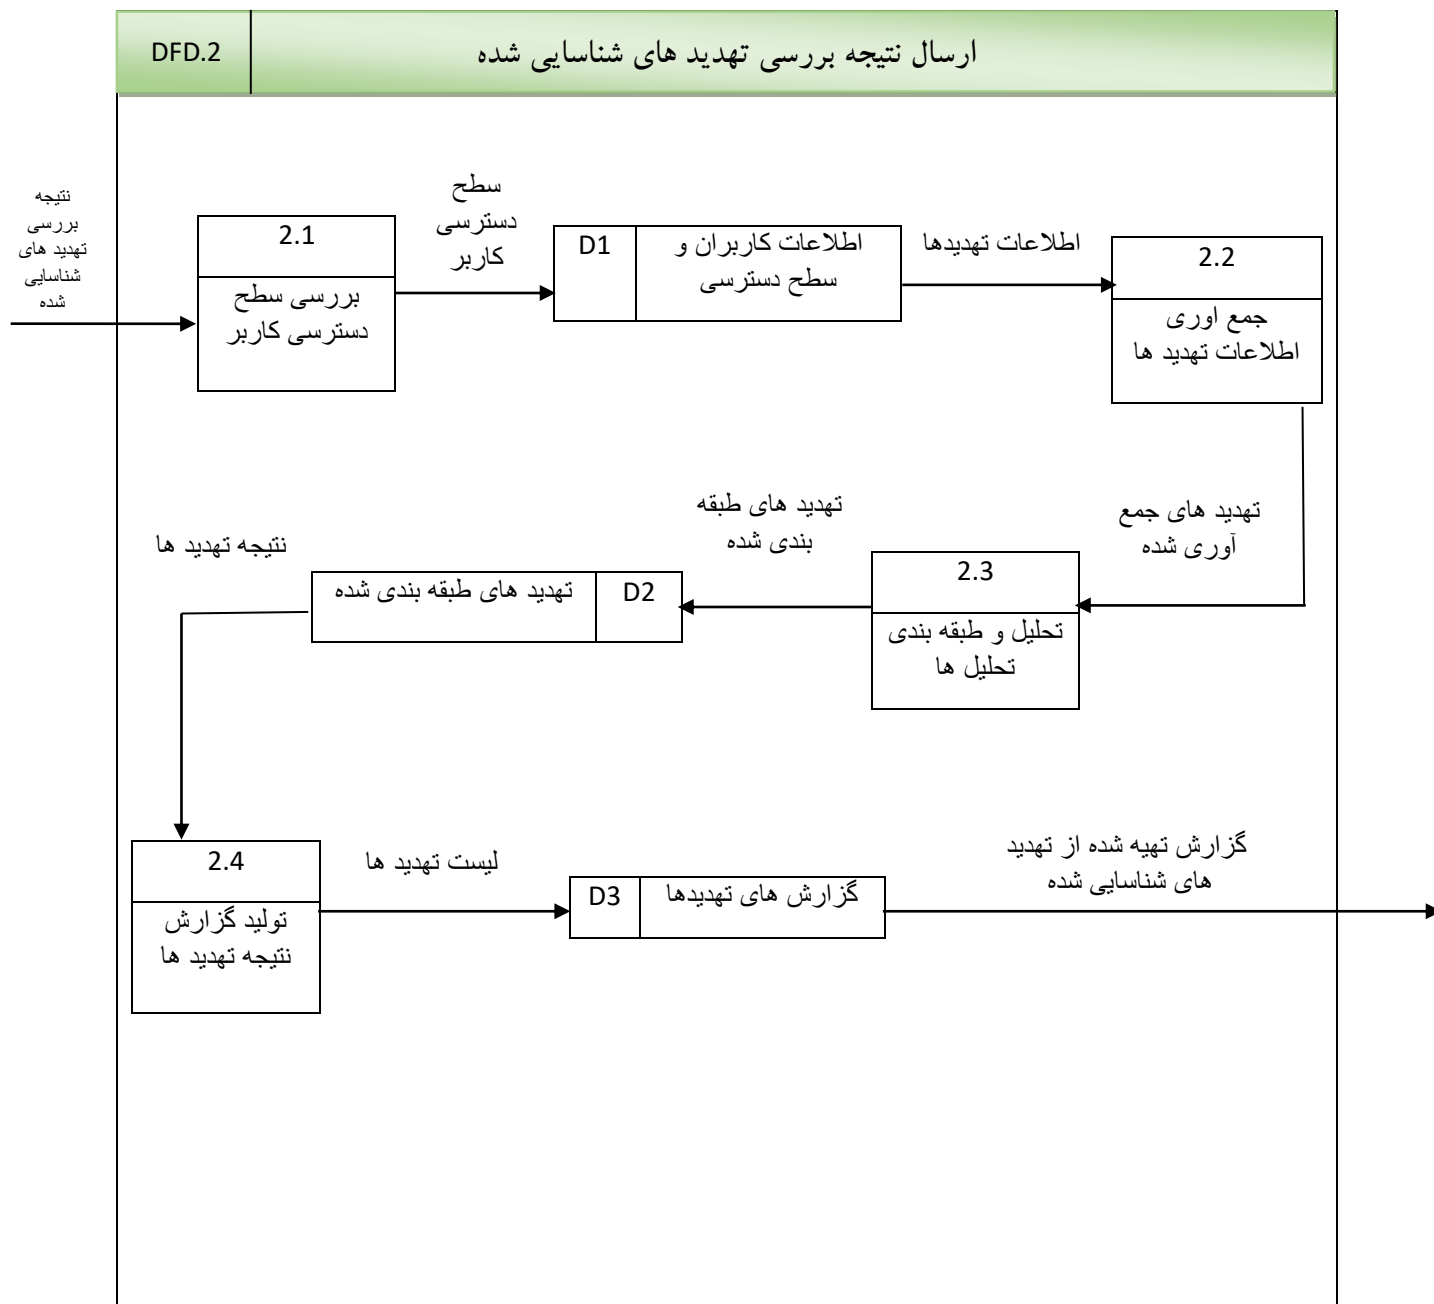 DFD.2
ارسال نتیجه بررسی تهدید های شناسایی شده
نتیجه
بررسی
تهدید های
شناسایی
شده
2.1
بررسی سطح
دسترسی کاربر
سطح
دسترسی
کاربر
D1
اطلاعات کاربران و
سطح دسترسی
اطلاعات تهدیدها
2.2
جمع اوری
اطلاعات تهدید ها
تهدید های جمع
آوری شده
2.3
تحلیل و طبقه بندی
تحلیل ها
تهدید های طبقه
بندی شده
D2
تهدید های طبقه بندی شده
نتیجه تهدید ها
2.4
تولید گزارش
نتیجه تهدید ها
لیست تهدید ها
D3
گزارش های تهدیدها
گزارش تهیه شده از تهدید
های شناسایی شده